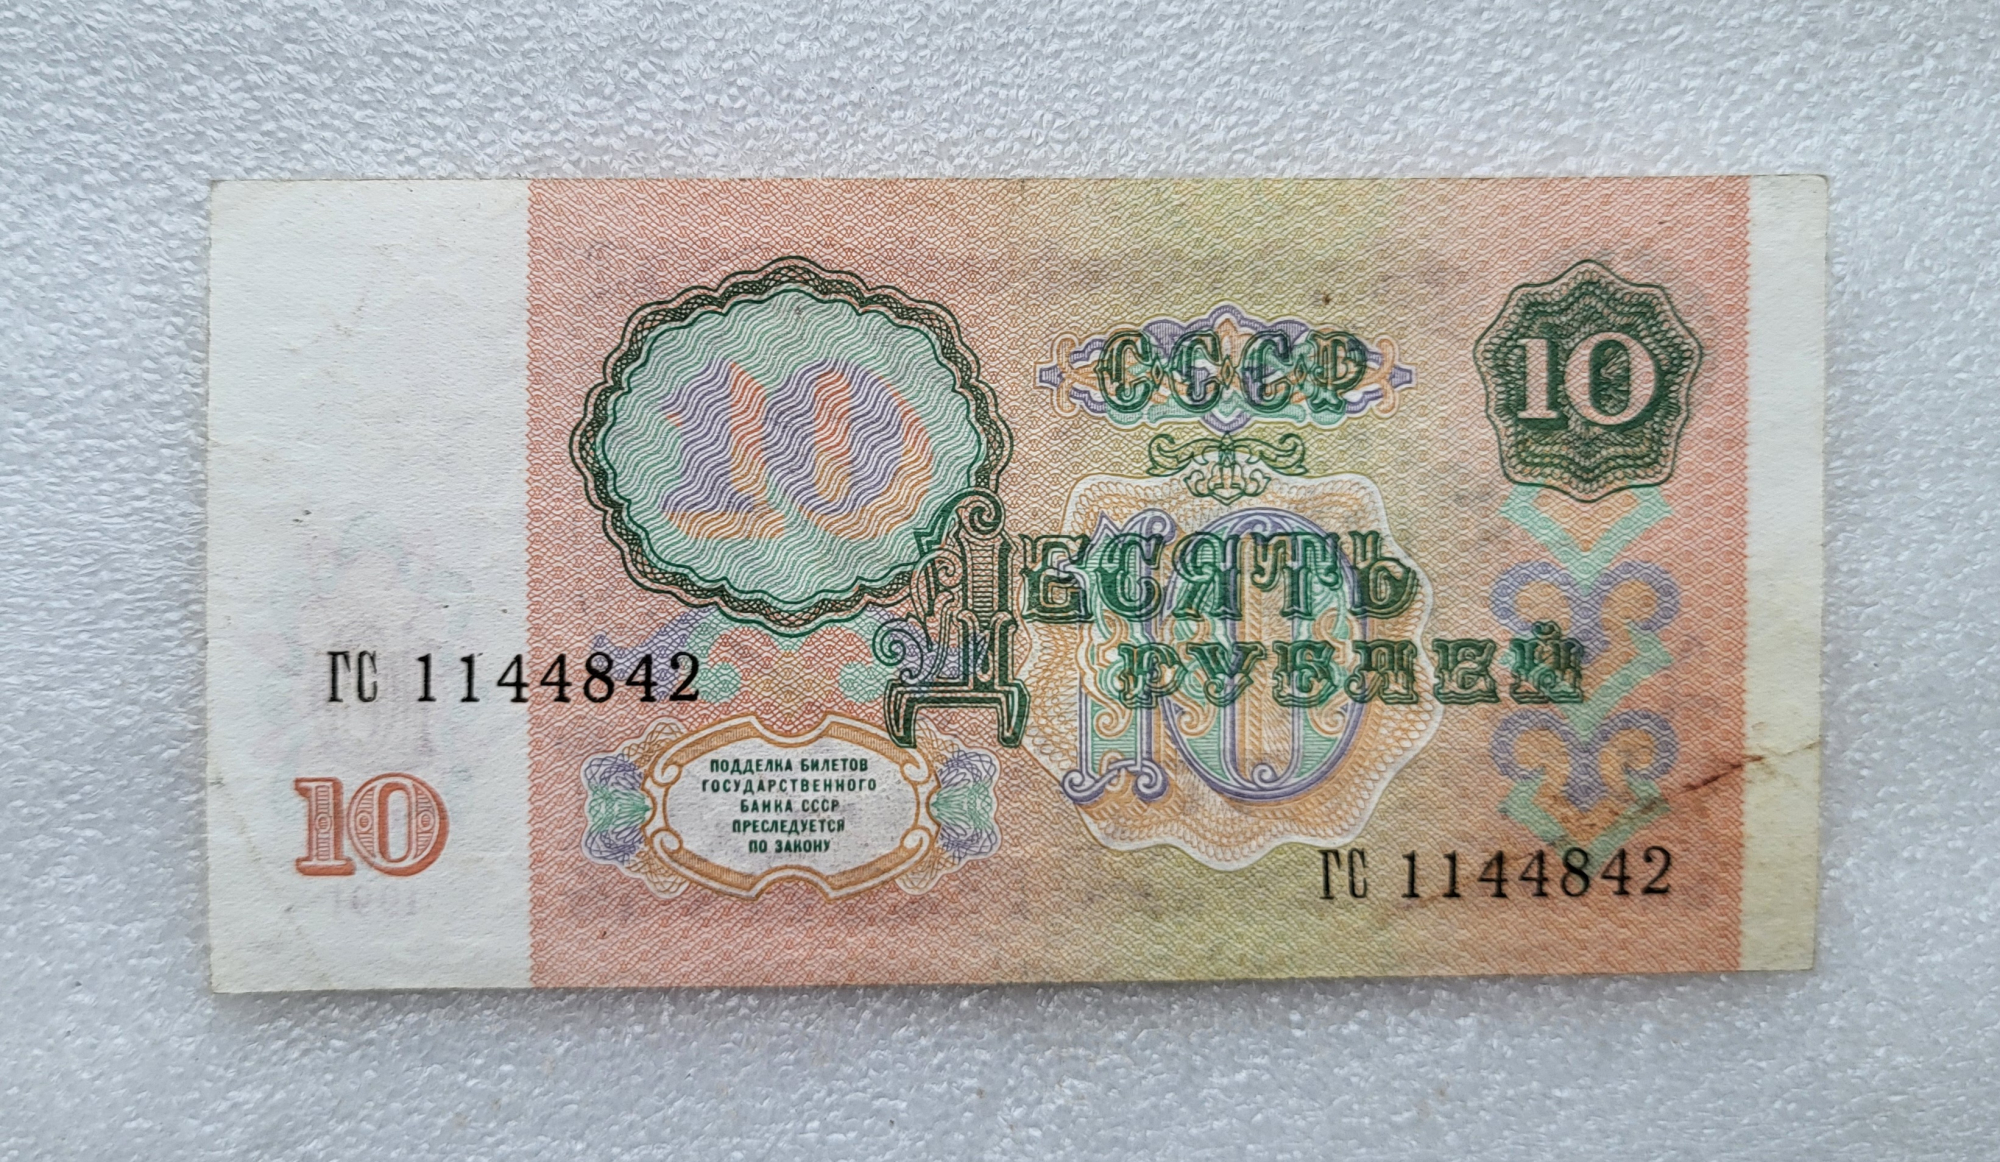 10
СССР
10
10
ДЕСЯТЬ
РУБЛЕЙ
ГС 1144842
ПОДДЕЛКА БИЛЕТОВ
ГОСУДАРСТВЕННОГО
БАНКА СССР
ПРЕСЛЕДУЕТСЯ
ПО ЗАКОНУ
10
ГС 1144842